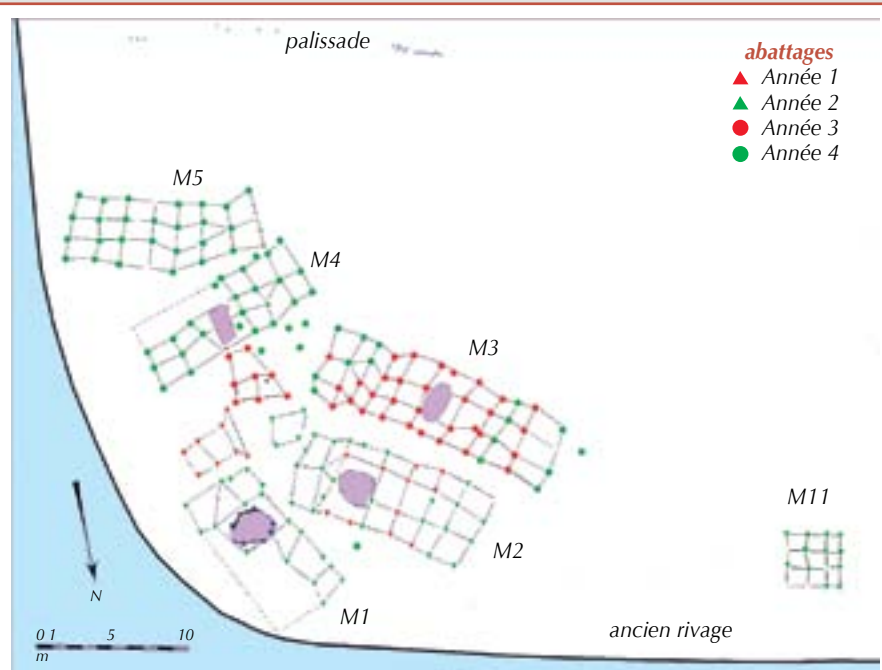 palissade
abattages
Année 1
Année 2
Année 3
Année 4
M5
M4
M3
M11
M2
M1
N
0 1 5 10
m
ancien rivage